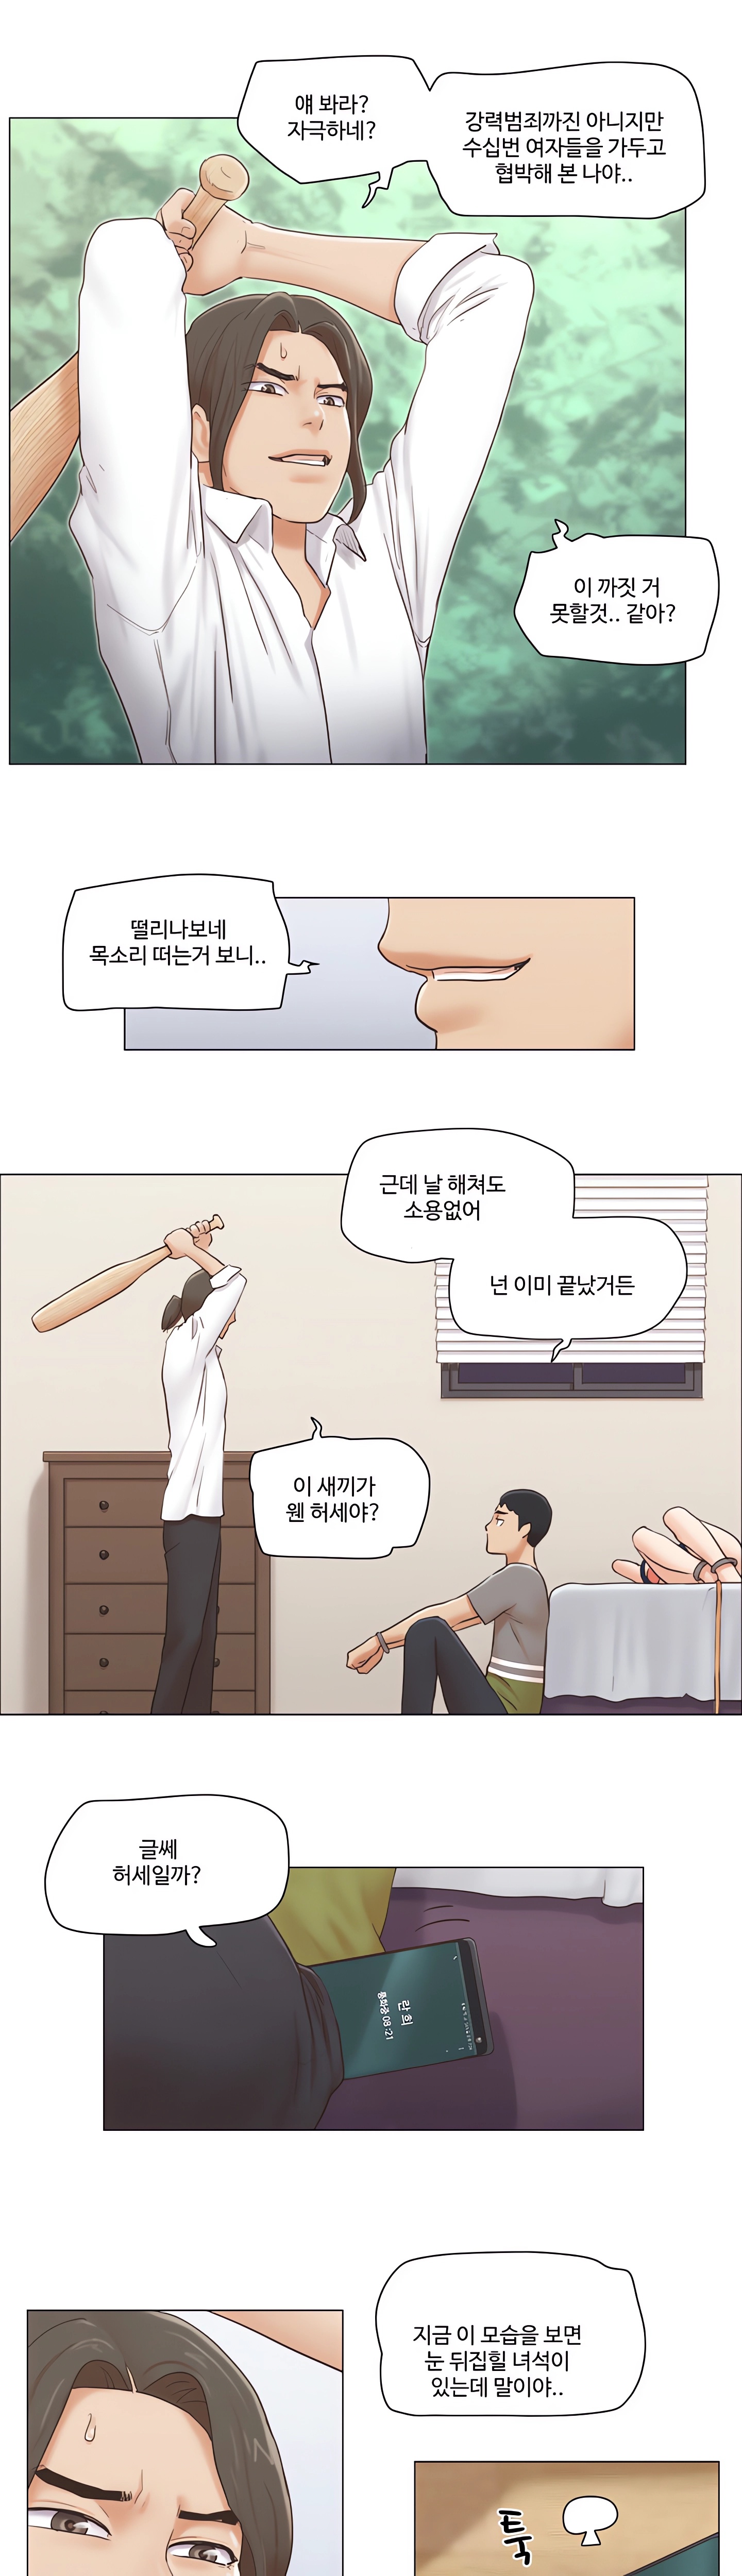 얘 봐라?
자극하네?
강력범죄까진 아니지만
수십번 여자들을 가두고
협박해 본 나야..
이 까짓 거
못할것.. 같아?
떨리나보네
목소리 떠는거 보니..
근데 날 해쳐도
소용없어
넌 이미 끝났거든
이 새끼가
웬 허세야?
글쎄
허세일까?
란희
통화중 08:21
지금 이 모습을 보면
눈 뒤집힐 녀석이
있는데 말이야..
툭